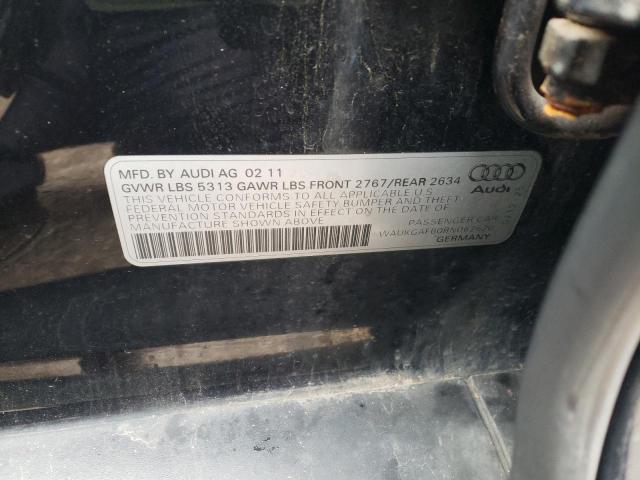 MFD. BY AUDI AG 02 11
GVWR LBS 5313 GAWR LBS FRONT 2767/REAR 2634
THIS VEHICLE CONFORMS TO ALL APPLICABLE U.S.
FEDERAL MOTOR VEHICLE SAFETY BUMPER AND THEFT
PREVENTION STANDARDS IN EFFECT ON THE DATE OF
MANUFACTURE SHOWN ABOVE
Audi
PASSENGER CAR
GERMANY